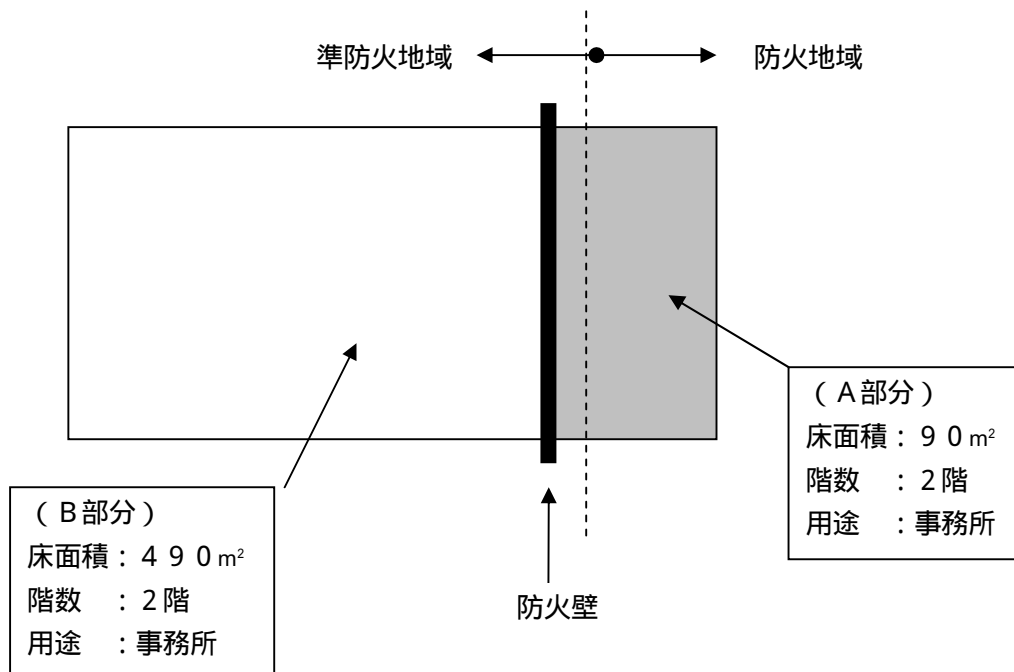 準防火地域
防火地域
(A部分)
床面積:90m²
階数 :2階
用途 :事務所
(B部分)
床面積:490m²
階数 :2階
用途 :事務所
防火壁